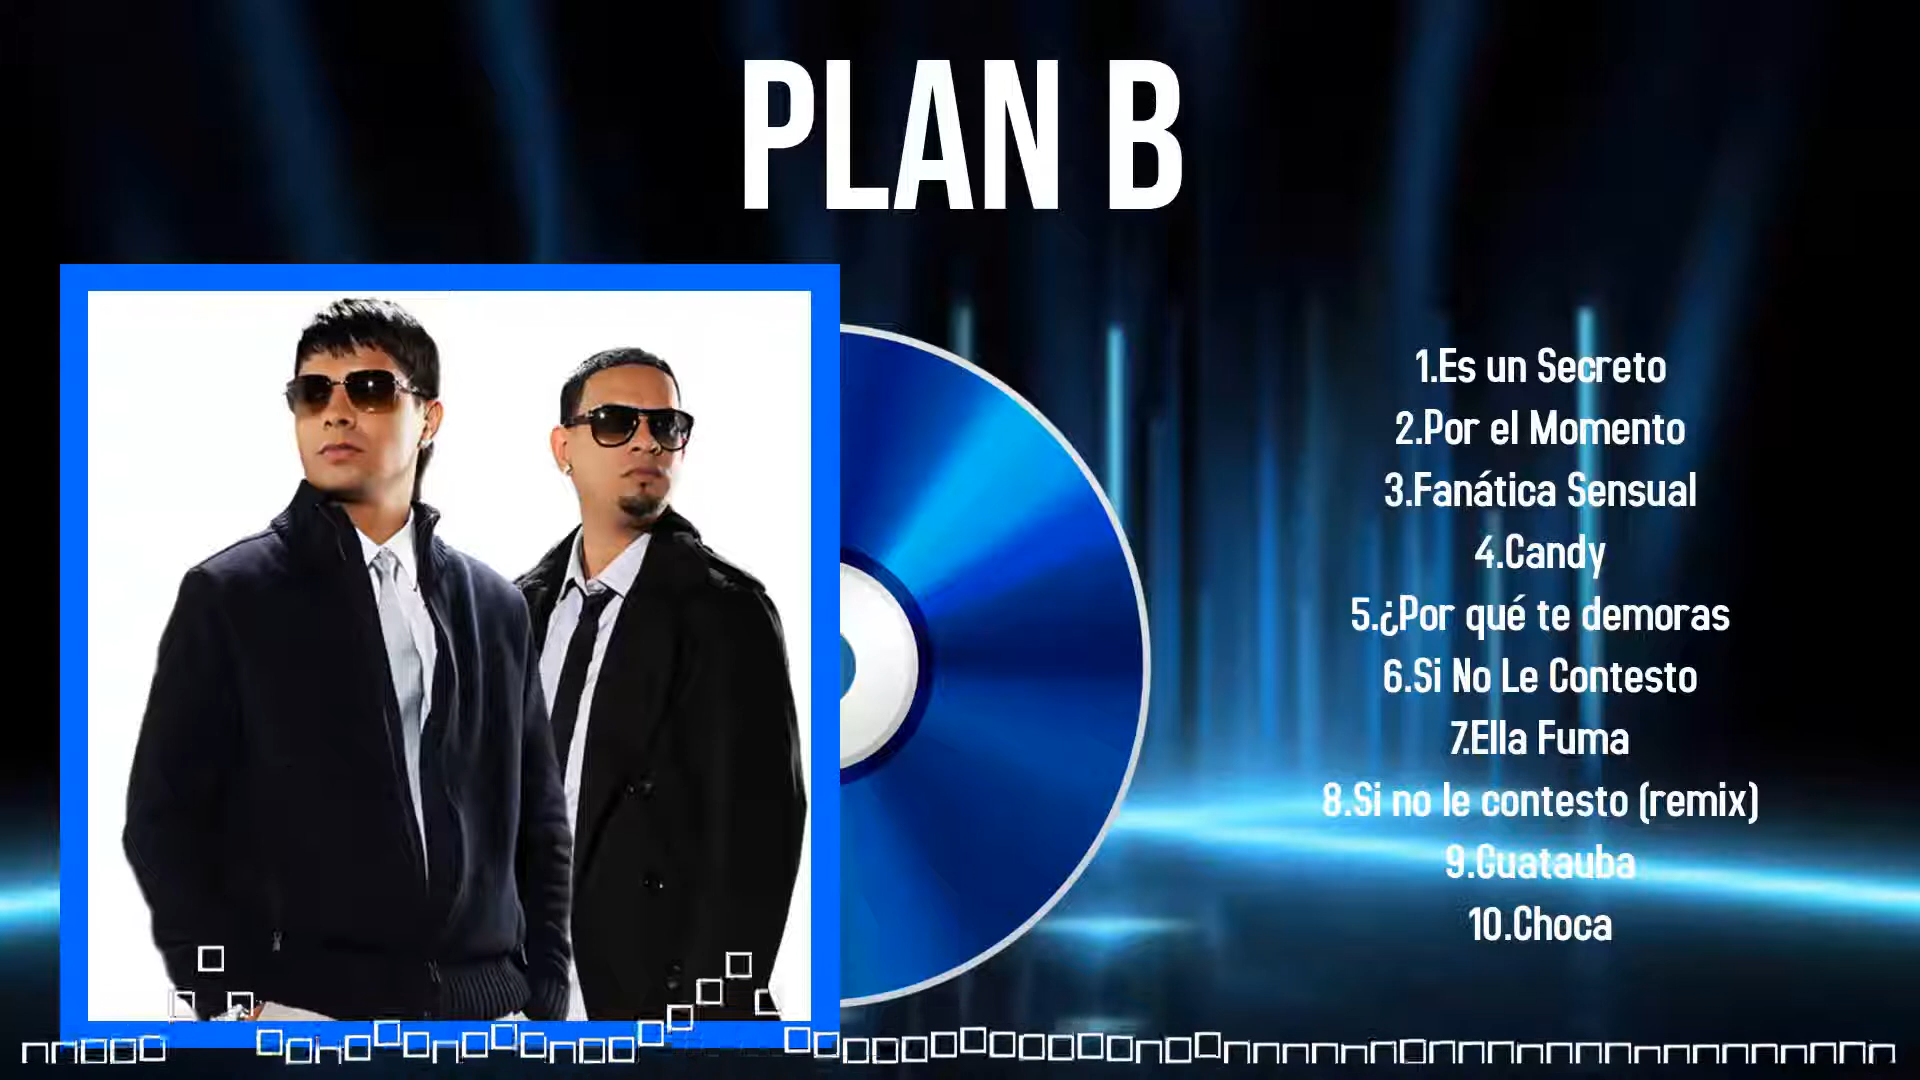 PLAN B
1.Es un Secreto
2.Por el Momento
3.Fanática Sensual
4.Candy
5.¿Por qué te demoras
6.Si No Le Contesto
7.Ella Fuma
8.Si no le contesto (remix)
9.Guatauba
10.Choca